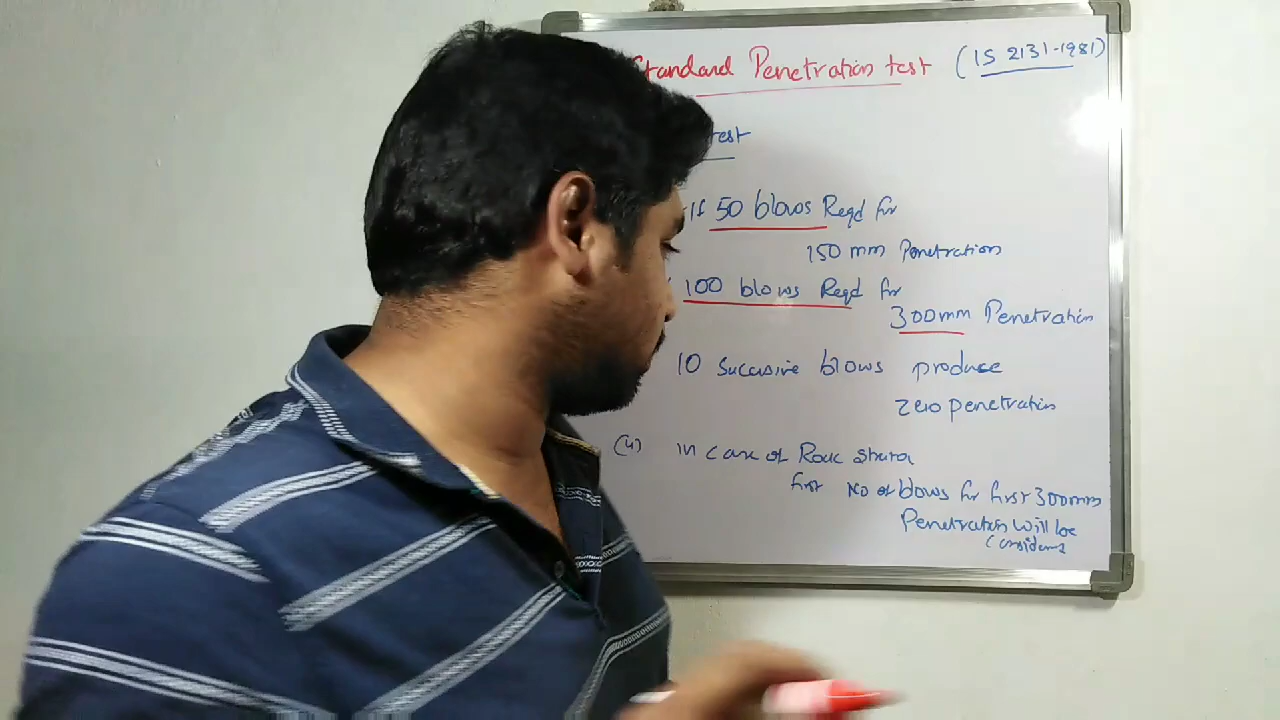 Standard Penetration test (IS 2131-1981)
test
If 50 blows Reqd for
150 mm Penetration
100 blows Reqd for
300mm Penetration
10 Succesive blows produce
Zero penetration
(4) in case of Rock strata
first No of blows for first 300mm
Penetration will be